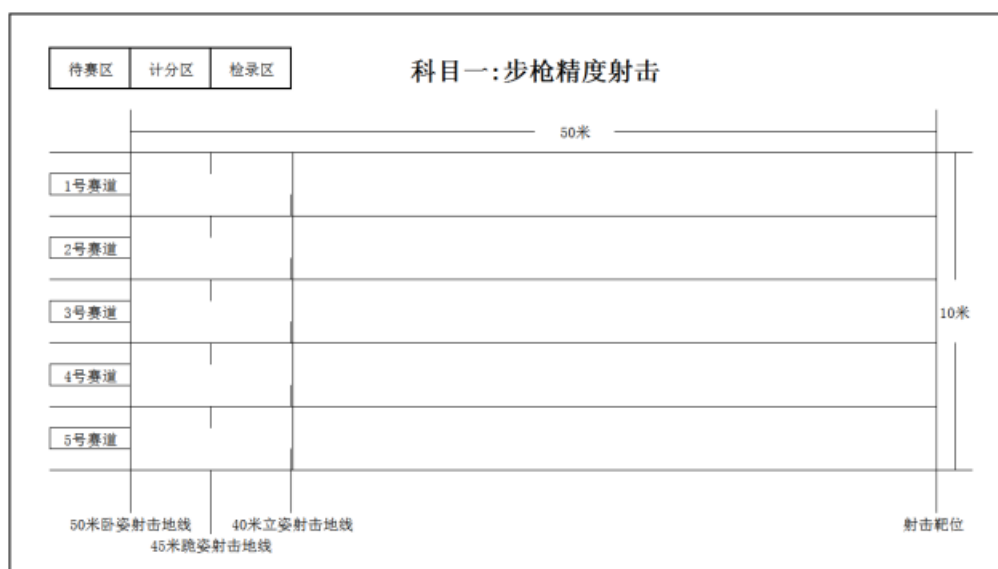 待赛区 计分区 检录区
科目一:步枪精度射击
50米
1号赛道
2号赛道
3号赛道
10米
4号赛道
5号赛道
50米卧姿射击地线
40米立姿射击地线
射击靶位
45米跪姿射击地线